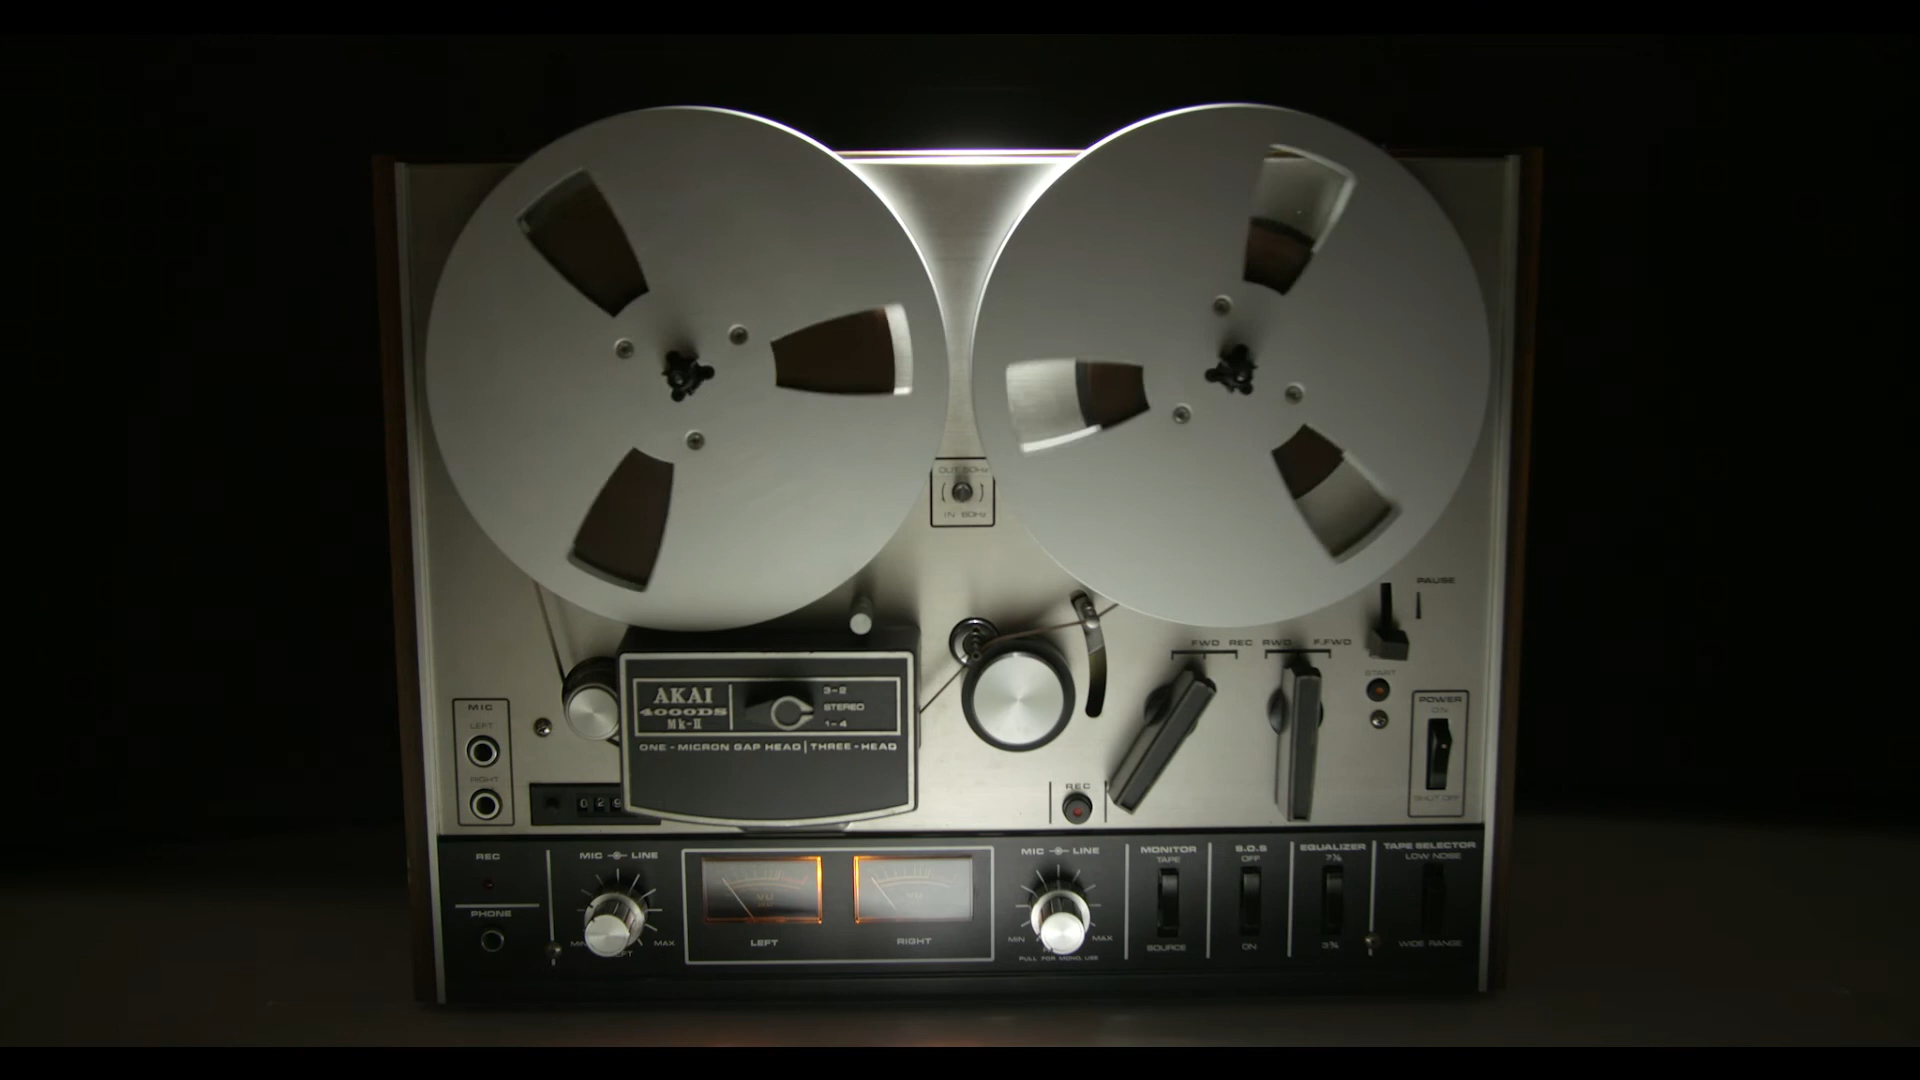 OUT 50Hz
IN 60Hz
PAUSE
FWD REC RWD F.FWD
START
POWER
ON
SHUT OFF
MIC
LEFT
RIGHT
AKAI
4000DS
Mk-II
3-2
STEREO
1-4
ONE-MICRON GAP HEAD | THREE-HEAD
0 2 9
REC
REC
PHONE
MIC LINE
MIN MAX
VU
LEFT
VU
RIGHT
MIC LINE
MIN MAX
PULL FOR MONO. USE
MONITOR
TAPE
SOURCE
S.O.S
OFF
ON
EQUALIZER
7½
3¾
TAPE SELECTOR
LOW NOISE
WIDE RANGE